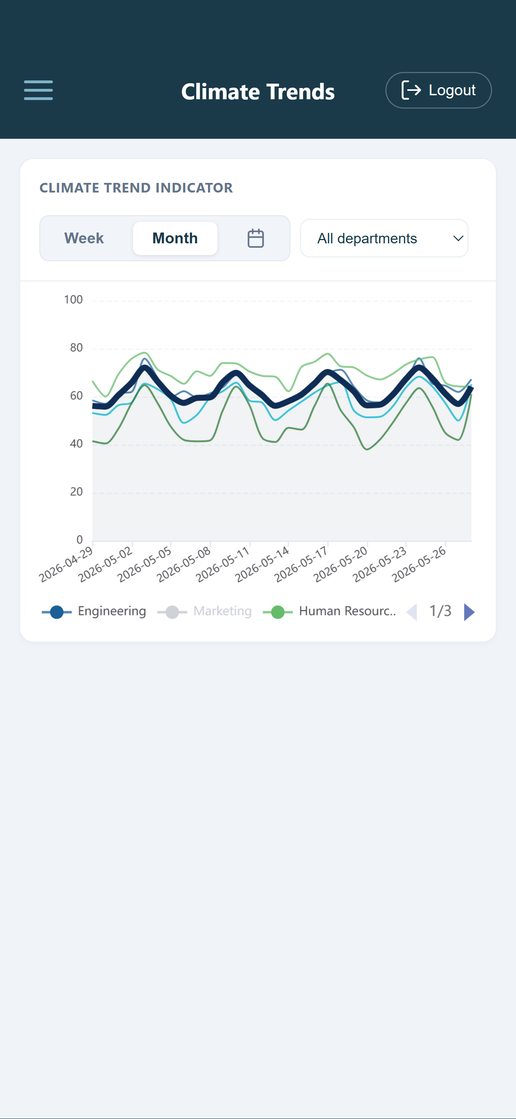 Climate Trends
Logout
CLIMATE TREND INDICATOR
Week
Month
All departments
100
80
60
40
20
0
2026-04-29
2026-05-02
2026-05-05
2026-05-08
2026-05-11
2026-05-14
2026-05-17
2026-05-20
2026-05-23
2026-05-26
Engineering
Marketing
Human Resourc..
1/3